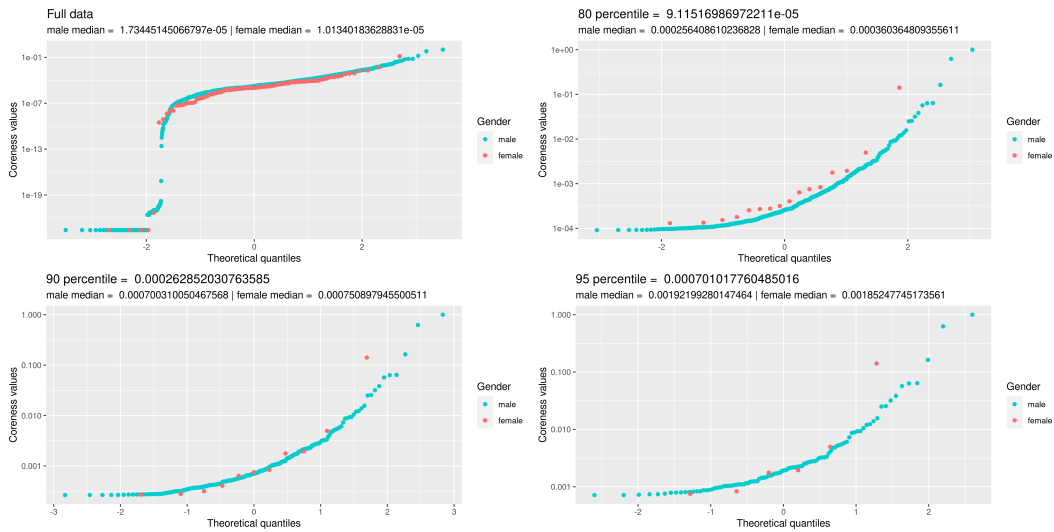 Full data
male median = 1.73445145066797e-05 | female median = 1.01340183628831e-05
1e-01
1e-07
1e-13
1e-19
Coreness values
-2
0
2
Theoretical quantiles
Gender
male
female
80 percentile = 9.11516986972211e-05
male median = 0.000256408610236828 | female median = 0.000360364809355611
1e+00
1e-01
1e-02
1e-03
1e-04
Coreness values
-2
0
2
Theoretical quantiles
Gender
male
female
90 percentile = 0.000262852030763585
male median = 0.000700310050467568 | female median = 0.000750897945500511
1.000
0.100
0.010
0.001
Coreness values
-3
-2
-1
0
1
2
3
Theoretical quantiles
Gender
male
female
95 percentile = 0.000701017760485016
male median = 0.00192199280147464 | female median = 0.00185247745173561
1.000
0.100
0.010
0.001
Coreness values
-2
-1
0
1
2
Theoretical quantiles
Gender
male
female